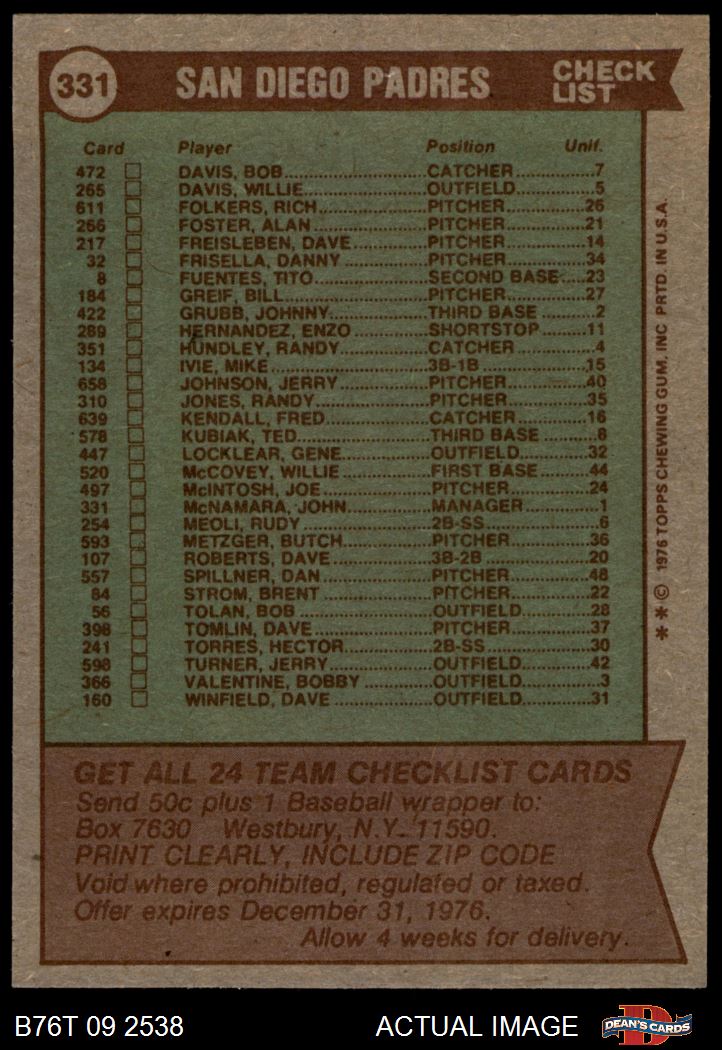 331 SAN DIEGO PADRES CHECK LIST
Card Player Position Unif.
472 DAVIS, BOB CATCHER 7
265 DAVIS, WILLIE OUTFIELD 5
611 FOLKERS, RICH PITCHER 26
266 FOSTER, ALAN PITCHER 21
217 FREISLEBEN, DAVE PITCHER 14
32 FRISELLA, DANNY PITCHER 34
8 FUENTES, TITO SECOND BASE 23
184 GREIF, BILL PITCHER 27
422 GRUBB, JOHNNY THIRD BASE 2
289 HERNANDEZ, ENZO SHORTSTOP 11
351 HUNDLEY, RANDY CATCHER 4
134 IVIE, MIKE 3B-1B 15
658 JOHNSON, JERRY PITCHER 40
310 JONES, RANDY PITCHER 35
639 KENDALL, FRED CATCHER 16
578 KUBIAK, TED THIRD BASE 8
447 LOCKLEAR, GENE OUTFIELD 32
520 McCOVEY, WILLIE FIRST BASE 44
497 McINTOSH, JOE PITCHER 24
331 McNAMARA, JOHN MANAGER 1
254 MEOLI, RUDY 2B-SS 6
593 METZGER, BUTCH PITCHER 36
107 ROBERTS, DAVE 3B-2B 20
557 SPILLNER, DAN PITCHER 48
84 STROM, BRENT PITCHER 22
56 TOLAN, BOB OUTFIELD 28
398 TOMLIN, DAVE PITCHER 37
241 TORRES, HECTOR 2B-SS 30
598 TURNER, JERRY OUTFIELD 42
366 VALENTINE, BOBBY OUTFIELD 3
160 WINFIELD, DAVE OUTFIELD 31
* * © 1976 TOPPS CHEWING GUM, INC PRTD. IN U.S.A.
GET ALL 24 TEAM CHECKLIST CARDS
Send 50c plus 1 Baseball wrapper to:
Box 7630 Westbury, N.Y. 11590.
PRINT CLEARLY, INCLUDE ZIP CODE
Void where prohibited, regulated or taxed.
Offer expires December 31, 1976.
Allow 4 weeks for delivery.
B76T 09 2538 ACTUAL IMAGE D DEAN'S CARDS